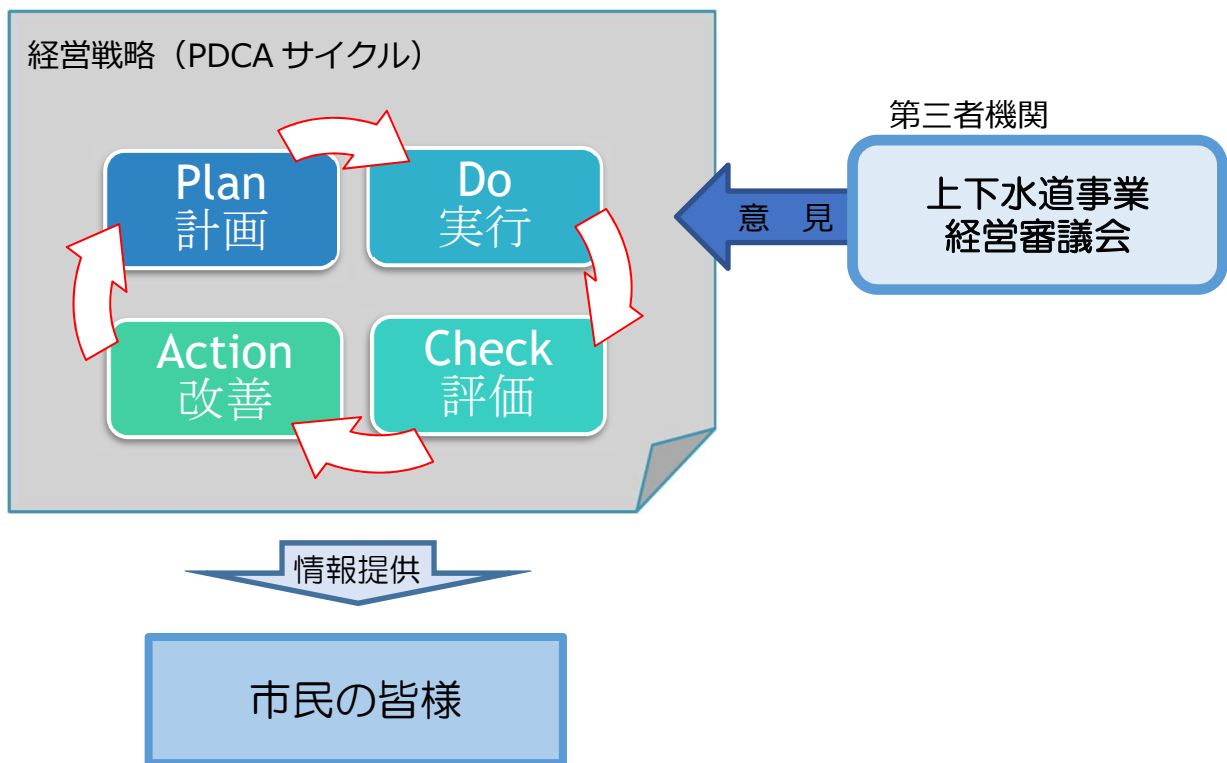 経営戦略（PDCA サイクル）
Plan
計画
Do
実行
Check
評価
Action
改善
第三者機関
上下水道事業
経営審議会
意　見
情報提供
市民の皆様